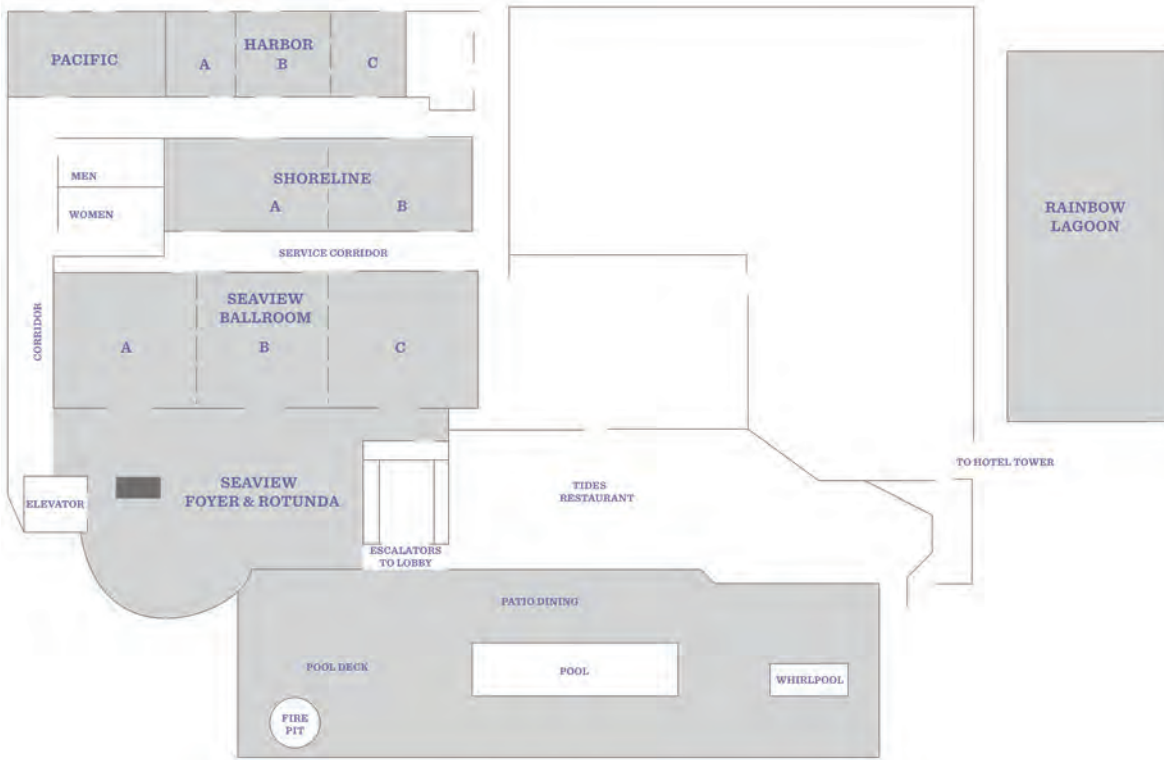 PACIFIC
HARBOR
A
B
C
MEN
WOMEN
SHORELINE
A
B
RAINBOW
LAGOON
SERVICE CORRIDOR
CORRIDOR
SEAVIEW
BALLROOM
A
B
C
TO HOTEL TOWER
ELEVATOR
SEAVIEW
FOYER & ROTUNDA
TIDES
RESTAURANT
ESCALATORS
TO LOBBY
PATIO DINING
POOL DECK
POOL
WHIRLPOOL
FIRE
PIT